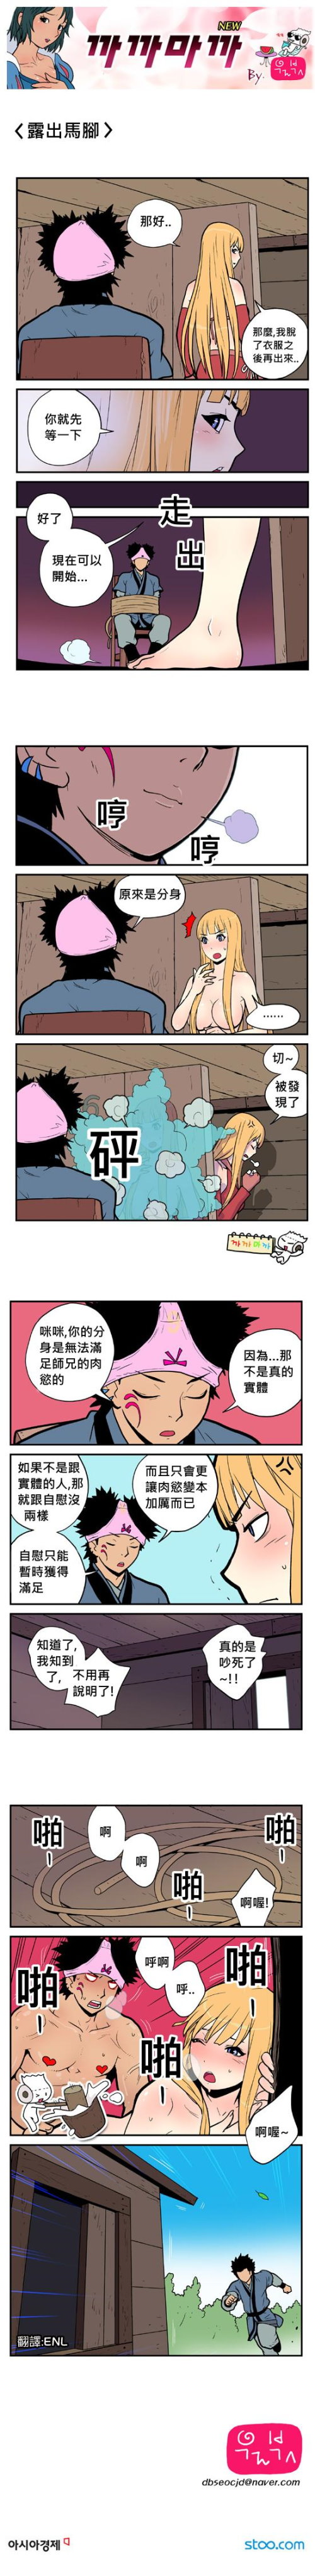 NEW
까까마까
By.
〈露出馬腳〉
那好..
那麼,我脫
了衣服之
後再出來..
你就先
等一下
好了
走
出
現在可以
開始...
哼
哼
原來是分身
......
切~
被發
現了
砰
까까마까
咪咪,你的分
身是無法滿
足師兄的肉
慾的
因為...那
不是真的
實體
如果不是跟
實體的人,那
就跟自慰沒
兩樣
而且只會更
讓肉慾變本
加厲而已
自慰只能
暫時獲得
滿足
知道了,
我知到
了,
不用再
說明了!
真的是
吵死了
~!!
啪
啊
啊
啪
啪
啊喔!
啪
呼啊
呼..
啪
啪
啊喔~
翻譯:ENL
dbseocjd@naver.com
아시아경제
stoo.com